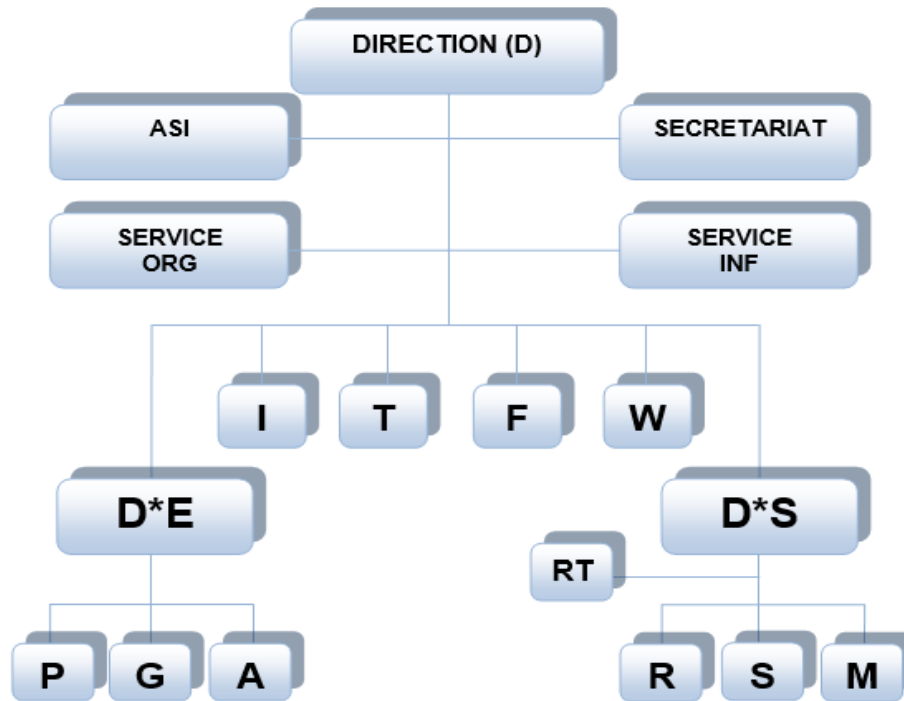 DIRECTION (D)
ASI
SECRETARIAT
SERVICE
ORG
SERVICE
INF
I
T
F
W
D*E
D*S
RT
P
G
A
R
S
M